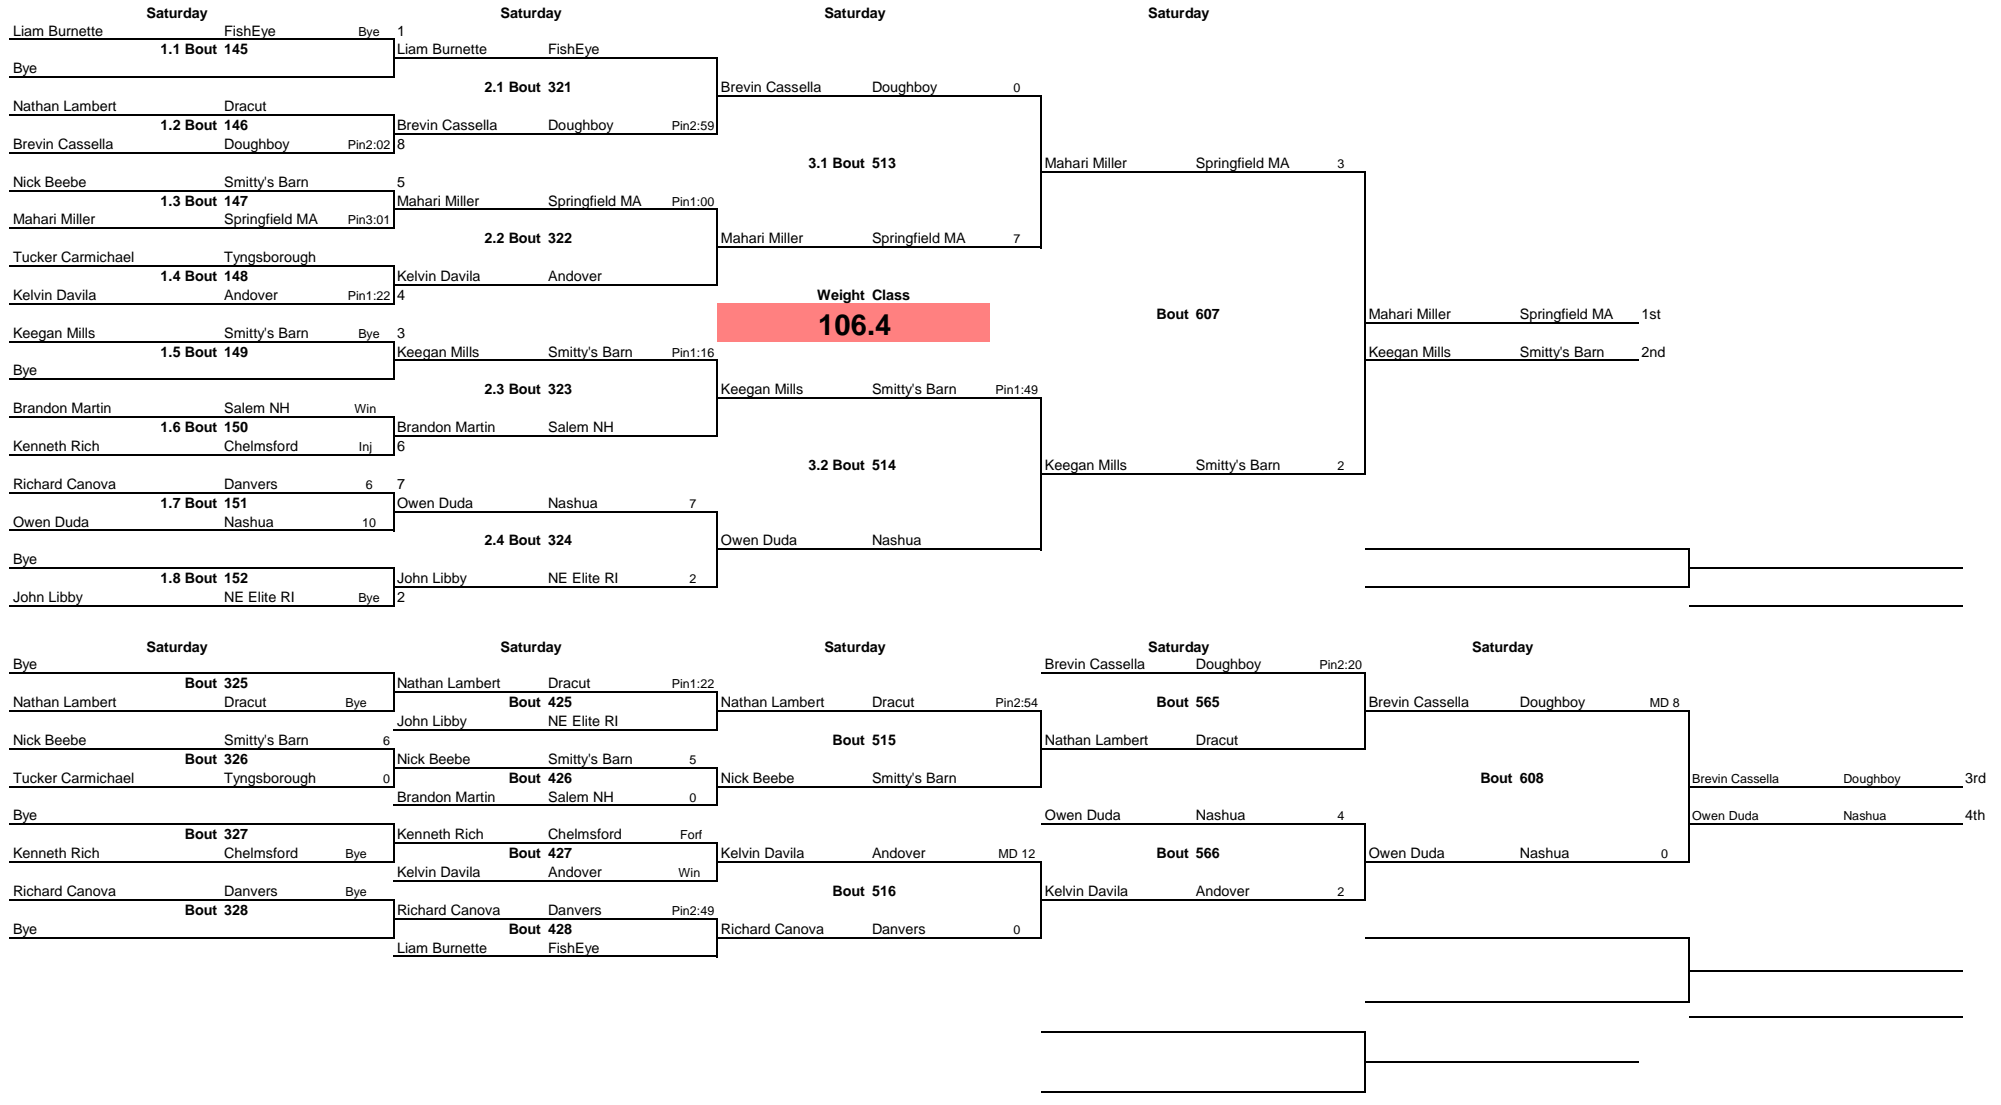 Saturday Saturday Saturday Saturday
Liam Burnette FishEye Bye 1
1.1 Bout 145 Liam Burnette FishEye
Bye
2.1 Bout 321 Brevin Cassella Doughboy 0
Nathan Lambert Dracut
1.2 Bout 146 Brevin Cassella Doughboy Pin2:59
Brevin Cassella Doughboy Pin2:02 8
3.1 Bout 513 Mahari Miller Springfield MA 3
Nick Beebe Smitty's Barn 5
1.3 Bout 147 Mahari Miller Springfield MA Pin1:00
Mahari Miller Springfield MA Pin3:01
2.2 Bout 322 Mahari Miller Springfield MA 7
Tucker Carmichael Tyngsborough
1.4 Bout 148 Kelvin Davila Andover
Kelvin Davila Andover Pin1:22 4 Weight Class
106.4 Bout 607 Mahari Miller Springfield MA 1st
Keegan Mills Smitty's Barn Bye 3
1.5 Bout 149 Keegan Mills Smitty's Barn Pin1:16 Keegan Mills Smitty's Barn 2nd
Bye
2.3 Bout 323 Keegan Mills Smitty's Barn Pin1:49
Brandon Martin Salem NH Win
1.6 Bout 150 Brandon Martin Salem NH
Kenneth Rich Chelmsford Inj 6
3.2 Bout 514 Keegan Mills Smitty's Barn 2
Richard Canova Danvers 6 7
1.7 Bout 151 Owen Duda Nashua 7
Owen Duda Nashua 10
2.4 Bout 324 Owen Duda Nashua
Bye
1.8 Bout 152 John Libby NE Elite RI 2
John Libby NE Elite RI Bye 2
Saturday Saturday Saturday Saturday Saturday
Bye Brevin Cassella Doughboy Pin2:20
Bout 325 Nathan Lambert Dracut Pin1:22
Nathan Lambert Dracut Bye Bout 425 Nathan Lambert Dracut Pin2:54 Bout 565 Brevin Cassella Doughboy MD 8
John Libby NE Elite RI
Nick Beebe Smitty's Barn 6 Bout 515 Nathan Lambert Dracut
Bout 326 Nick Beebe Smitty's Barn 5
Tucker Carmichael Tyngsborough 0 Bout 426 Nick Beebe Smitty's Barn Bout 608 Brevin Cassella Doughboy 3rd
Brandon Martin Salem NH 0
Bye Owen Duda Nashua 4 Owen Duda Nashua 4th
Bout 327 Kenneth Rich Chelmsford Forf
Kenneth Rich Chelmsford Bye Bout 427 Kelvin Davila Andover MD 12 Bout 566 Owen Duda Nashua 0
Kelvin Davila Andover Win
Richard Canova Danvers Bye Bout 516 Kelvin Davila Andover 2
Bout 328 Richard Canova Danvers Pin2:49
Bye Bout 428 Richard Canova Danvers 0
Liam Burnette FishEye